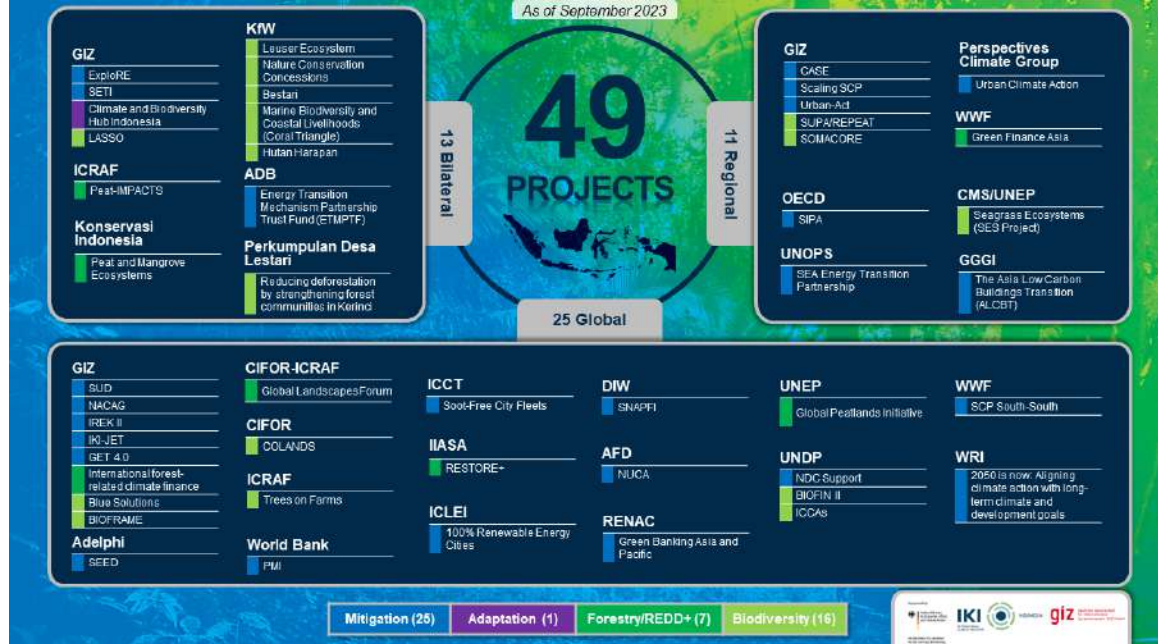 As of September 2023
49
PROJECTS
13 Bilateral
11 Regional
25 Global
GIZ
ExploRE
SETI
Climate and Biodiversity
Hub Indonesia
LASSO
ICRAF
Peat-IMPACTS
Konservasi
Indonesia
Peat and Mangrove
Ecosystems
KfW
Leuser Ecosystem
Nature Conservation
Concessions
Bestari
Marine Biodiversity and
Coastal Livelihoods
(Coral Triangle)
Hutan Harapan
ADB
Energy Transition
Mechanism Partnership
Trust Fund (ETMPTF)
Perkumpulan Desa
Lestari
Reducing deforestation
by strengthening forest
communities in Kerinci
GIZ
CASE
Scaling SCP
Urban-Act
SUPA/REPEAT
SOMACORE
OECD
SIPA
UNOPS
SEA Energy Transition
Partnership
Perspectives
Climate Group
Urban Climate Action
WWF
Green Finance Asia
CMS/UNEP
Seagrass Ecosystems
(SES Project)
GGGI
The Asia Low Carbon
Buildings Transition
(ALCBT)
GIZ
SUD
NACAG
IREK II
IKI-JET
GET 4.0
International forest-
related climate finance
Blue Solutions
BIOFRAME
Adelphi
SEED
CIFOR-ICRAF
Global Landscapes Forum
CIFOR
COLANDS
ICRAF
Trees on Farms
World Bank
PMI
ICCT
Soot-Free City Fleets
IIASA
RESTORE+
ICLEI
100% Renewable Energy
Cities
DIW
SNAPFI
AFD
NUCA
RENAC
Green Banking Asia and
Pacific
UNEP
Global Peatlands Initiative
UNDP
NDC Support
BIOFIN II
ICCAs
WWF
SCP South-South
WRI
2050 is now: Aligning
climate action with long-
term climate and
development goals
Mitigation (25)
Adaptation (1)
Forestry/REDD+ (7)
Biodiversity (16)
IKI
INDONESIA
giz